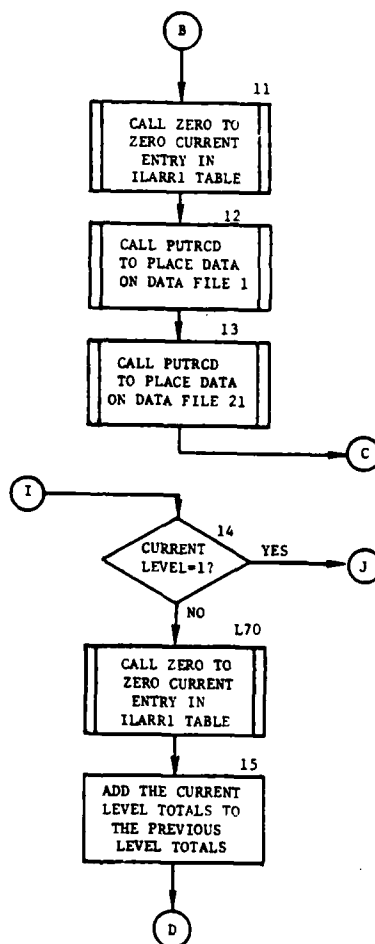 B
11
CALL ZERO TO
ZERO CURRENT
ENTRY IN
ILARR1 TABLE
12
CALL PUTRCD
TO PLACE DATA
ON DATA FILE 1
13
CALL PUTRCD
TO PLACE DATA
ON DATA FILE 21
C
I
14
CURRENT
LEVEL=1?
YES
J
NO
L70
CALL ZERO TO
ZERO CURRENT
ENTRY IN
ILARR1 TABLE
15
ADD THE CURRENT
LEVEL TOTALS TO
THE PREVIOUS
LEVEL TOTALS
D